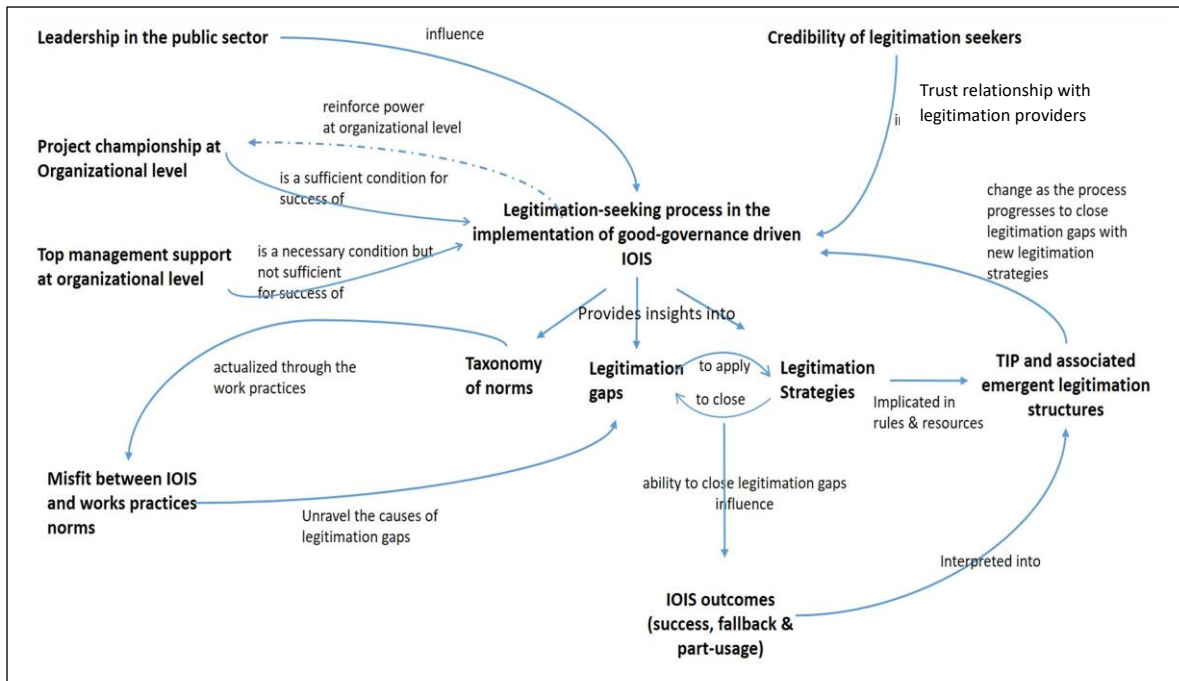 Leadership in the public sector
influence
Credibility of legitimation seekers
Trust relationship with
legitimation providers
reinforce power
at organizational level
Project championship at
Organizational level
is a sufficient condition for
success of
change as the process
progresses to close
legitimation gaps with
new legitimation
strategies
Legitimation-seeking process in the
implementation of good-governance driven
IOIS
Top management support
at organizational level
is a necessary condition but
not sufficient
for success of
Provides insights into
actualized through the
work practices
Taxonomy
of norms
Legitimation
gaps
to apply
to close
Legitimation
Strategies
Implicated in
rules & resources
TIP and associated
emergent legitimation
structures
Misfit between IOIS
and works practices
norms
Unravel the causes of
legitimation gaps
ability to close legitimation gaps
influence
Interpreted into
IOIS outcomes
(success, fallback &
part-usage)